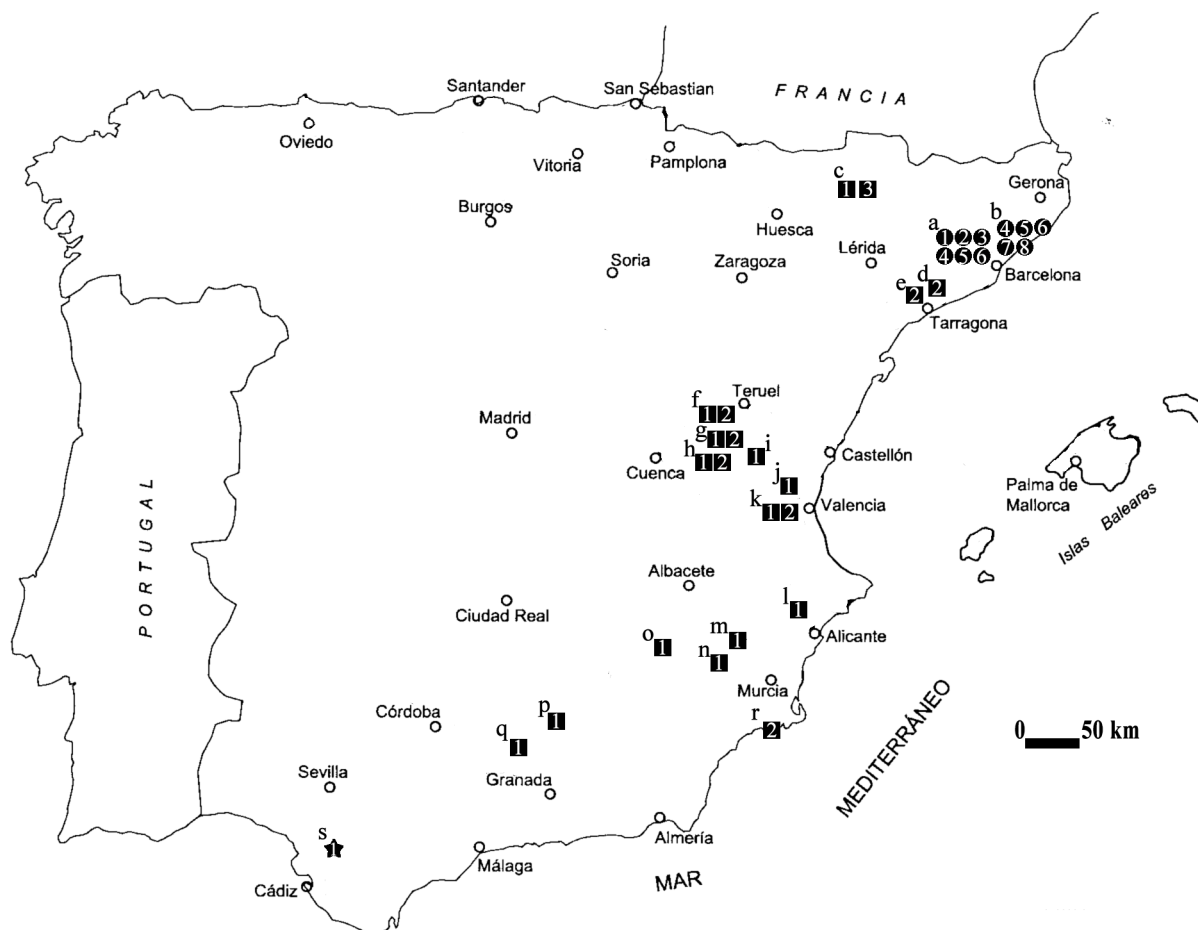 Santander
San Sebastian
F R A N C I A
Oviedo
Vitoria
Pamplona
c
1 3
Gerona
Burgos
Huesca
a
1 2 3
4 5 6
b
4 5 6
7 8
Soria
Zaragoza
Lérida
Barcelona
e
2
d
2
Tarragona
Teruel
f
1 2
Madrid
g
1 2
i
1
h
1 2
Cuenca
Castellón
j
1
Palma de
Mallorca
k
1 2
Valencia
Islas Baleares
PORTUGAL
Albacete
Ciudad Real
l
1
Alicante
m
1
o
1
n
1
Murcia
r
2
MEDITERRÁNEO
0 50 km
Córdoba
p
1
q
1
Sevilla
Granada
s
1
Almería
Málaga
Cádiz
MAR